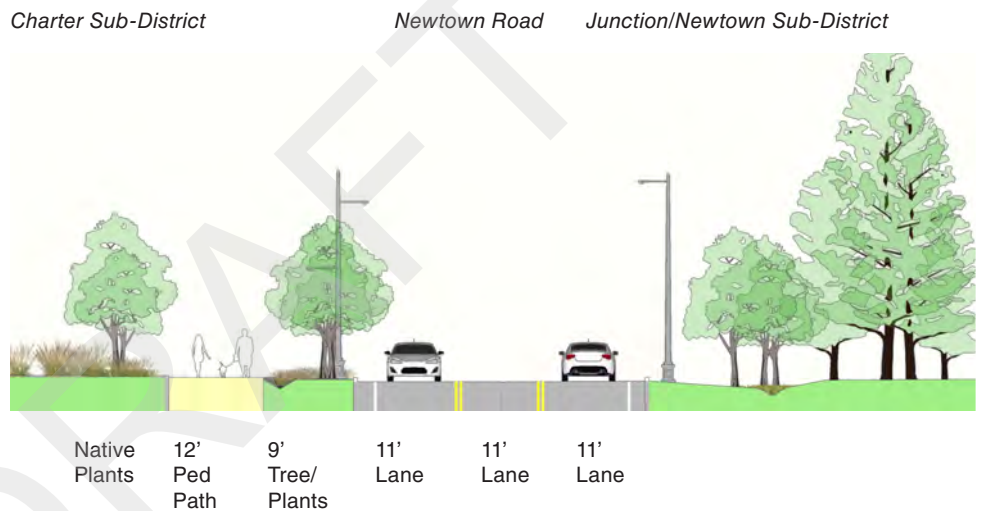 Charter Sub-District Newtown Road Junction/Newtown Sub-District
DRAFT
Native 12’ 9’ 11’ 11’ 11’
Plants Ped Tree/ Lane Lane Lane
Path Plants